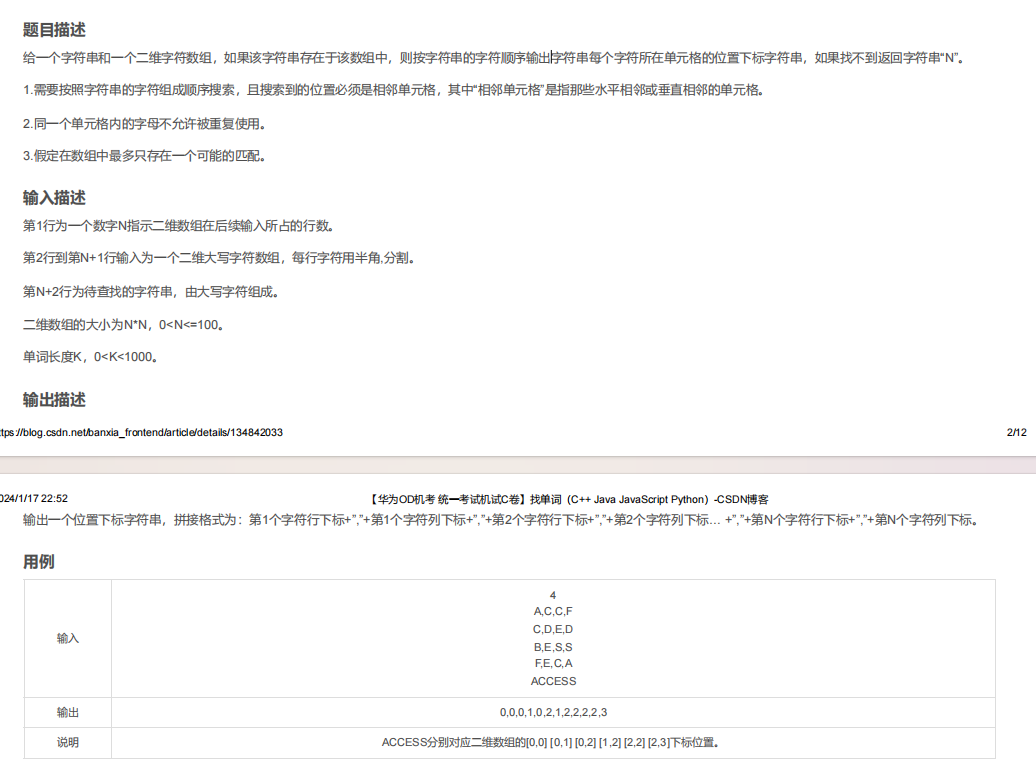 题目描述
给一个字符串和一个二维字符数组，如果该字符串存在于该数组中，则按字符串的字符顺序输出字符串每个字符所在单元格的位置下标字符串，如果找不到返回字符串“N”。
1.需要按照字符串的字符组成顺序搜索，且搜索到的位置必须是相邻单元格，其中“相邻单元格”是指那些水平相邻或垂直相邻的单元格。
2.同一个单元格内的字母不允许被重复使用。
3.假定在数组中最多只存在一个可能的匹配。
输入描述
第1行为一个数字N指示二维数组在后续输入所占的行数。
第2行到第N+1行输入为一个二维大写字符数组，每行字符用半角,分割。
第N+2行为待查找的字符串，由大写字符组成。
二维数组的大小为N*N，0<N<=100。
单词长度K，0<K<1000。
输出描述
ttps://blog.csdn.net/banxia_frontend/article/details/134842033
2/12
024/1/17 22:52
【华为OD机考 统一考试机试C卷】找单词（C++ Java JavaScript Python）-CSDN博客
输出一个位置下标字符串，拼接格式为：第1个字符行下标+”,”+第1个字符列下标+”,”+第2个字符行下标+”,”+第2个字符列下标… +”,”+第N个字符行下标+”,”+第N个字符列下标。
用例
输入
4
A,C,C,F
C,D,E,D
B,E,S,S
F,E,C,A
ACCESS
输出
0,0,0,1,0,2,1,2,2,2,2,3
说明
ACCESS分别对应二维数组的[0,0] [0,1] [0,2] [1,2] [2,2] [2,3]下标位置。